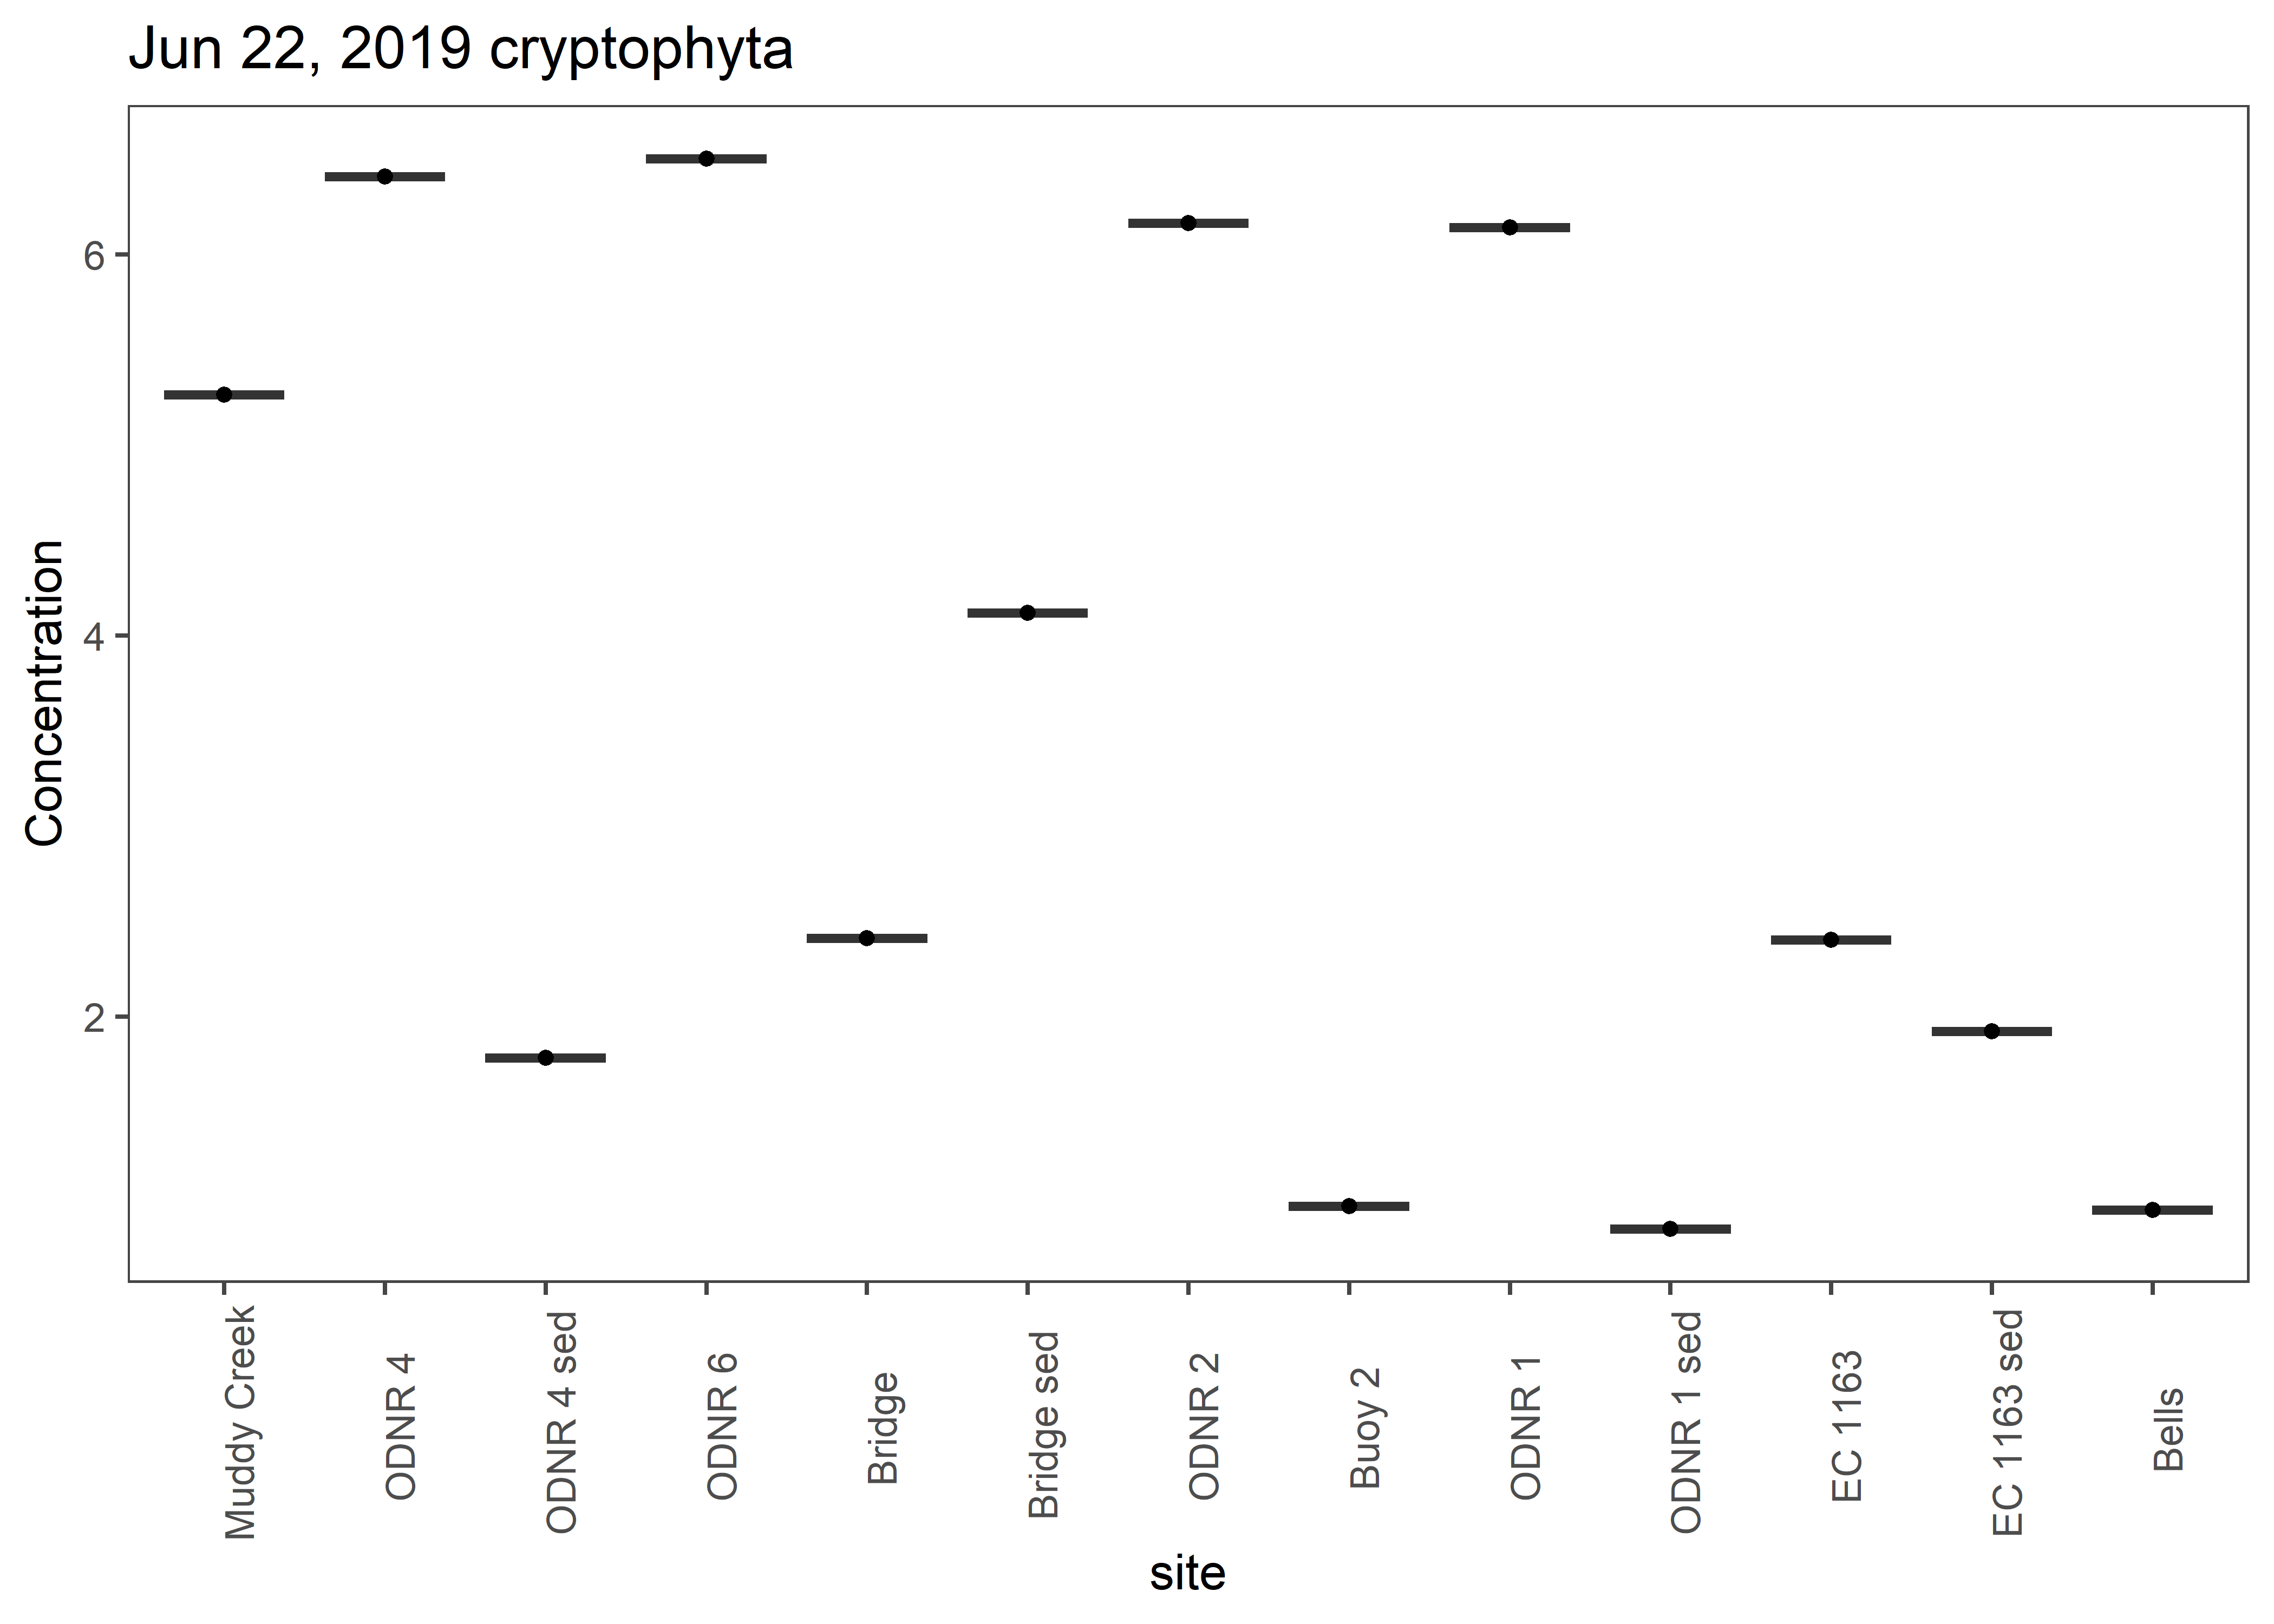 Jun 22, 2019 cryptophyta
Concentration
6
4
2
Muddy Creek
ODNR 4
ODNR 4 sed
ODNR 6
Bridge
Bridge sed
ODNR 2
Buoy 2
ODNR 1
ODNR 1 sed
EC 1163
EC 1163 sed
Bells
site